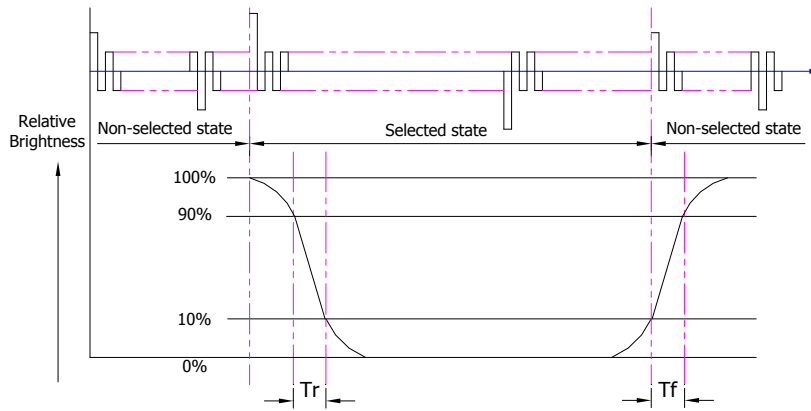 Relative
Brightness
Non-selected state
Selected state
Non-selected state
100%
90%
10%
0%
Tr
Tf